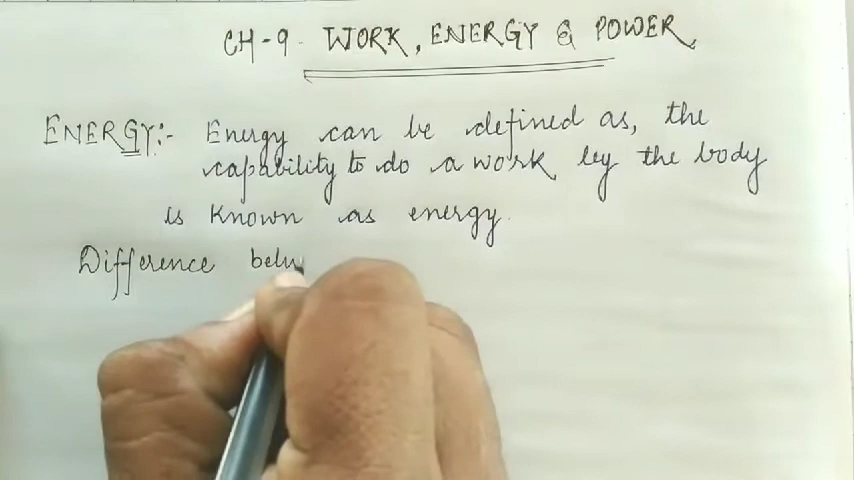 CH-9. WORK, ENERGY & POWER
ENERGY:- Energy can be defined as, the
capability to do a work by the body
is known as energy.
Difference betw